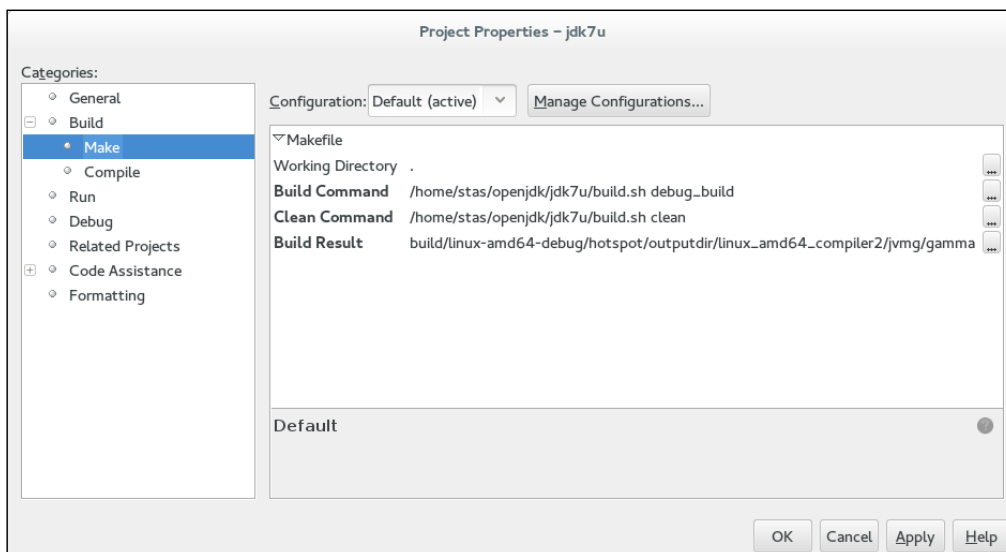 Project Properties – jdk7u
Categories:
General
Build
Make
Compile
Run
Debug
Related Projects
Code Assistance
Formatting
Configuration: Default (active) Manage Configurations...
Makefile
Working Directory . ...
Build Command /home/stas/openjdk/jdk7u/build.sh debug_build ...
Clean Command /home/stas/openjdk/jdk7u/build.sh clean ...
Build Result build/linux-amd64-debug/hotspot/outputdir/linux_amd64_compiler2/jvmg/gamma ...
Default ?
OK Cancel Apply Help